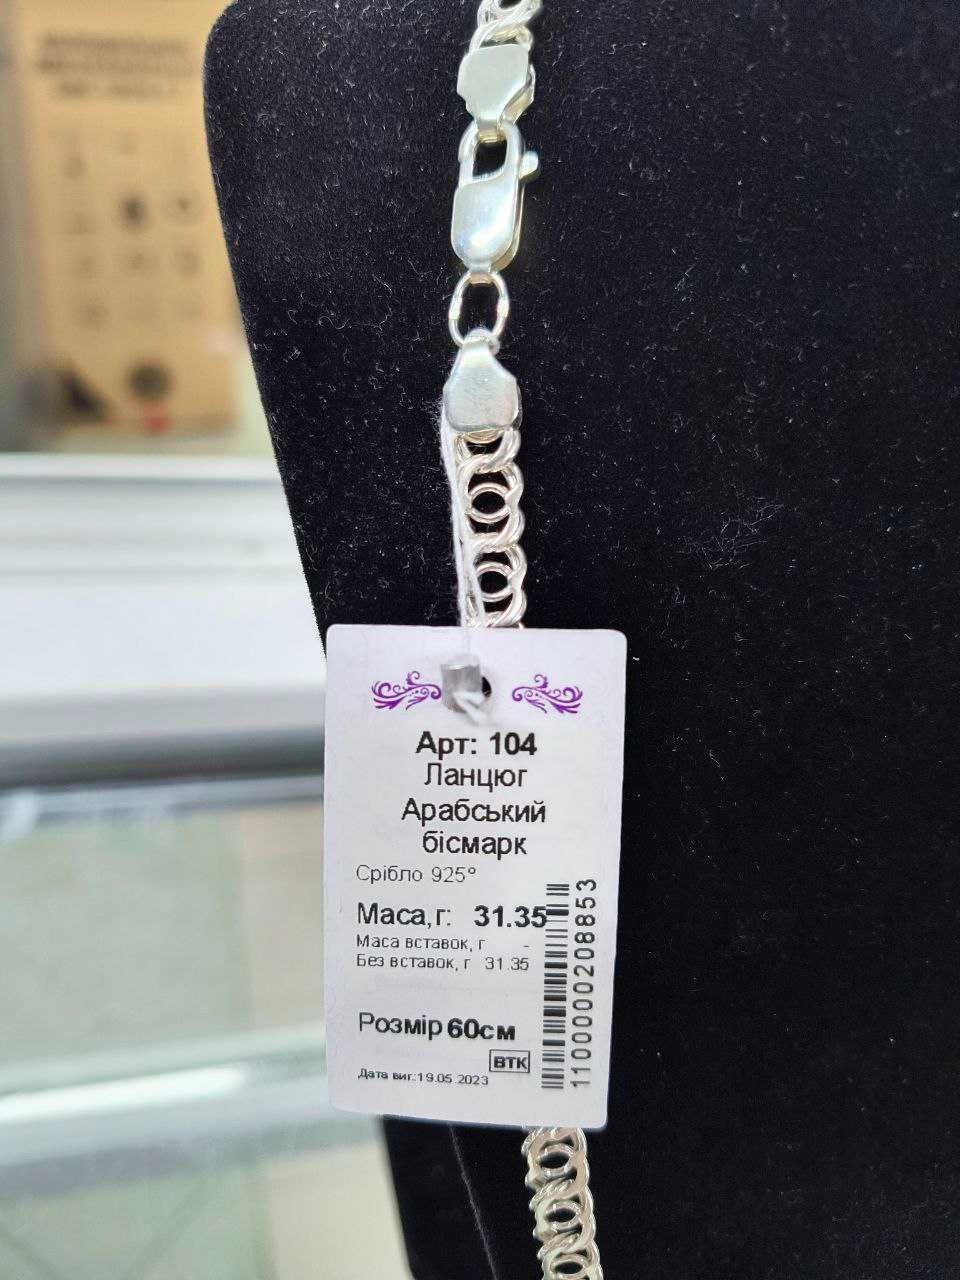 Арт: 104
Ланцюг
Арабський
бісмарк
Срібло 925°
Маса,г: 31.35
Маса вставок, г -
Без вставок, г 31.35
Розмір 60см
ВТК
Дата виг.:19.05.2023
1100000208853